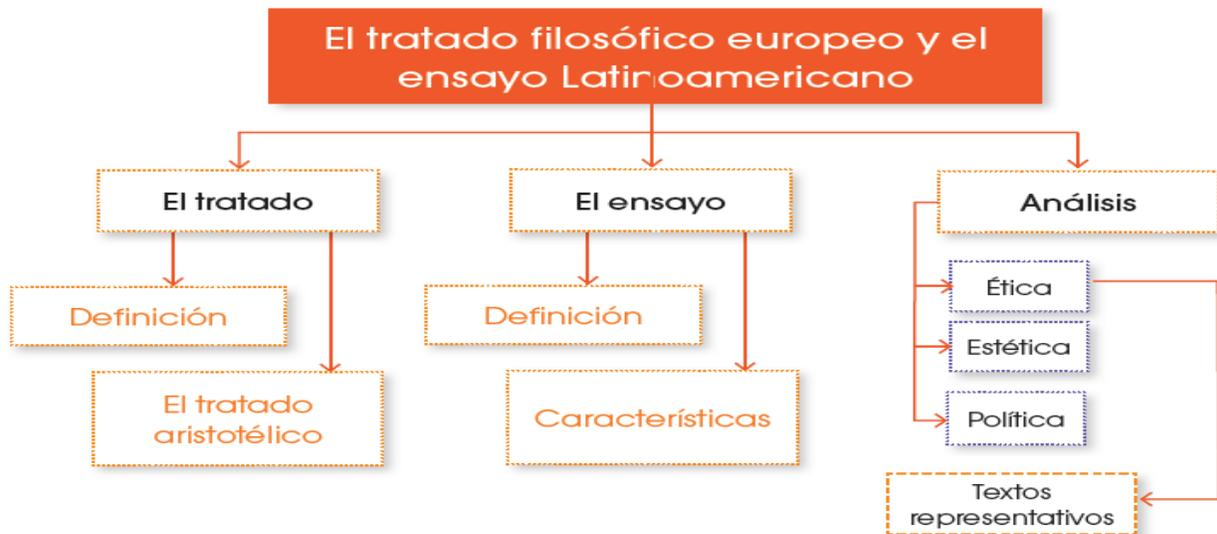 El tratado filosófico europeo y el
ensayo Latinoamericano
El tratado
El ensayo
Análisis
Definición
Definición
Ética
Estética
El tratado
aristotélico
Características
Política
Textos
representativos